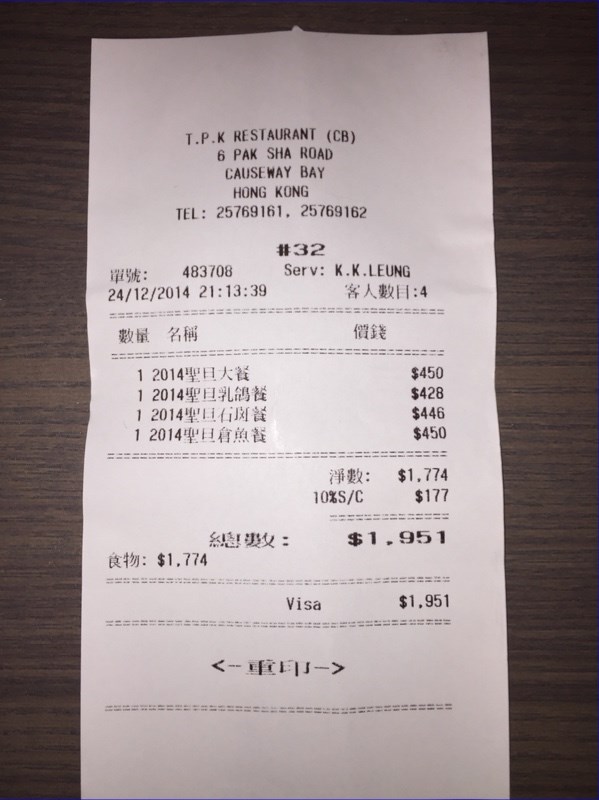 T.P.K RESTAURANT (CB)
6 PAK SHA ROAD
CAUSEWAY BAY
HONG KONG
TEL: 25769161, 25769162
#32
單號: 483708 Serv: K.K.LEUNG
24/12/2014 21:13:39 客人數目:4
數量 名稱 價錢
1 2014聖旦大餐 $450
1 2014聖旦乳鴿餐 $428
1 2014聖旦石斑餐 $446
1 2014聖旦倉魚餐 $450
淨數: $1,774
10%S/C $177
總數: $1,951
食物: $1,774
Visa $1,951
<-重印->